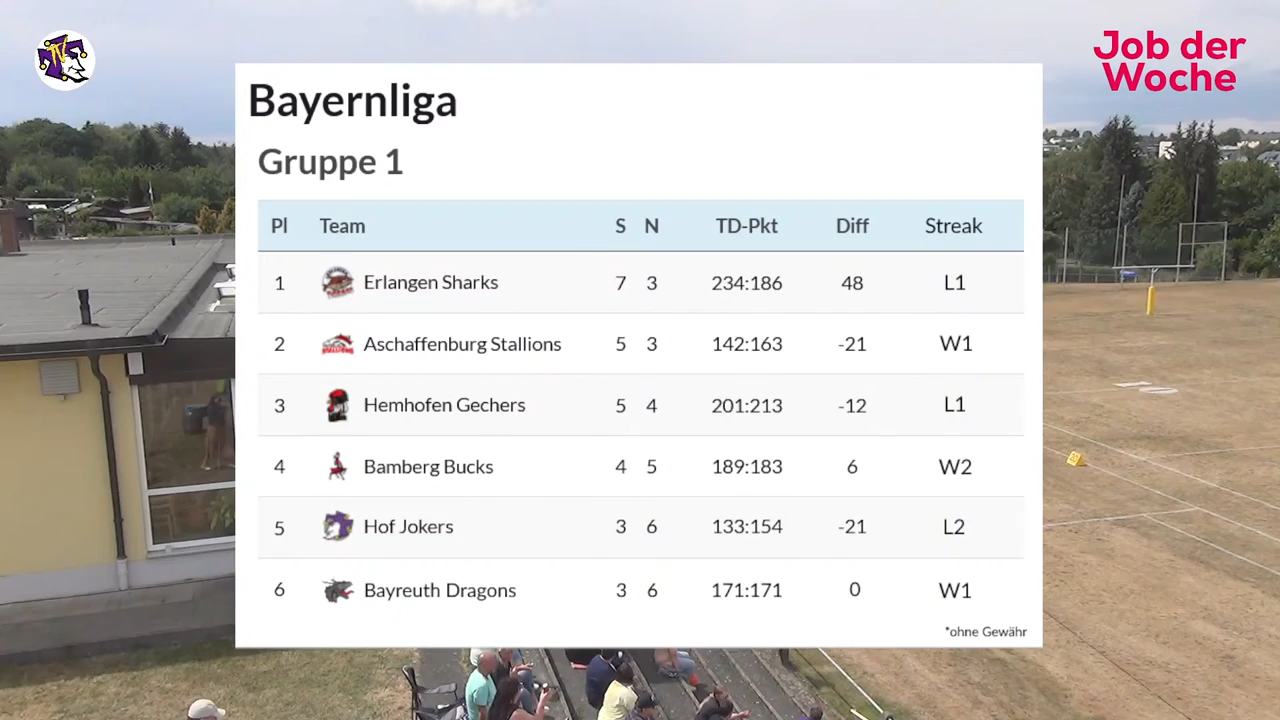 Job der
Woche
Bayernliga
Gruppe 1
Pl Team S N TD-Pkt Diff Streak
1 Erlangen Sharks 7 3 234:186 48 L1
2 Aschaffenburg Stallions 5 3 142:163 -21 W1
3 Hemhofen Gechers 5 4 201:213 -12 L1
4 Bamberg Bucks 4 5 189:183 6 W2
5 Hof Jokers 3 6 133:154 -21 L2
6 Bayreuth Dragons 3 6 171:171 0 W1
*ohne Gewähr